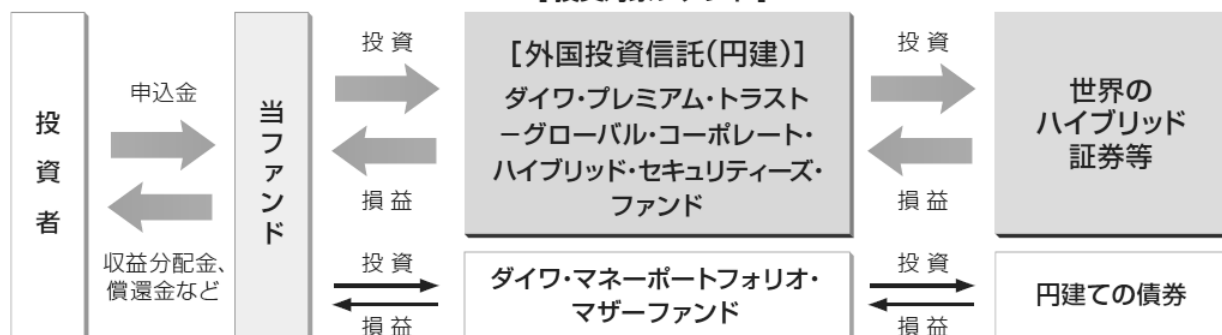 投資者
申込金
収益分配金、
償還金など
当ファンド
投資
損益
投資
損益
[外国投資信託(円建)]
ダイワ・プレミアム・トラスト
－グローバル・コーポレート・
ハイブリッド・セキュリティーズ・
ファンド
ダイワ・マネーポートフォリオ・
マザーファンド
投資
損益
投資
損益
世界の
ハイブリッド
証券等
円建ての債券